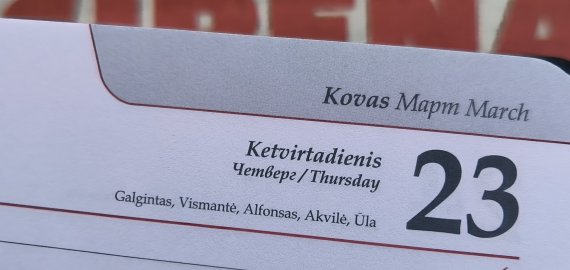 Kovas Март March
Ketvirtadienis
Четверг / Thursday
23
Galgintas, Vismantė, Alfonsas, Akvilė, Ūla